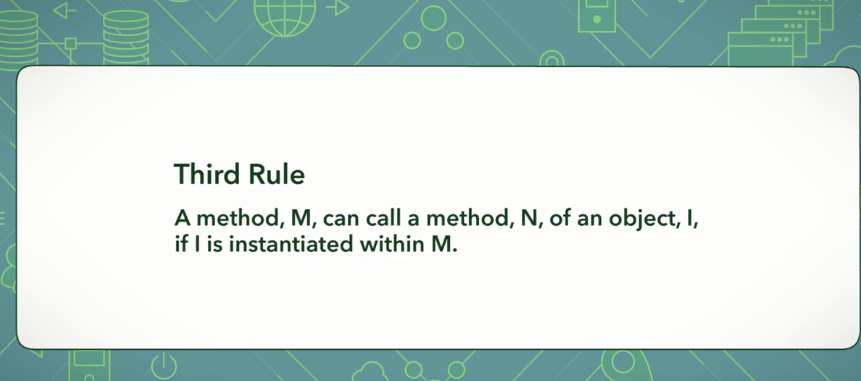 Third Rule
A method, M, can call a method, N, of an object, I,
if I is instantiated within M.